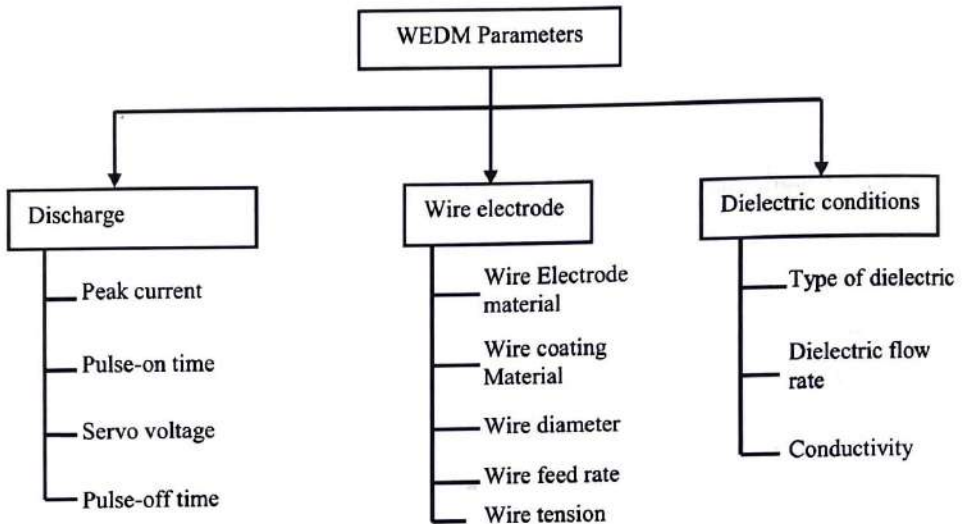 WEDM Parameters
Discharge
Peak current
Pulse-on time
Servo voltage
Pulse-off time
Wire electrode
Wire Electrode
material
Wire coating
Material
Wire diameter
Wire feed rate
Wire tension
Dielectric conditions
Type of dielectric
Dielectric flow
rate
Conductivity